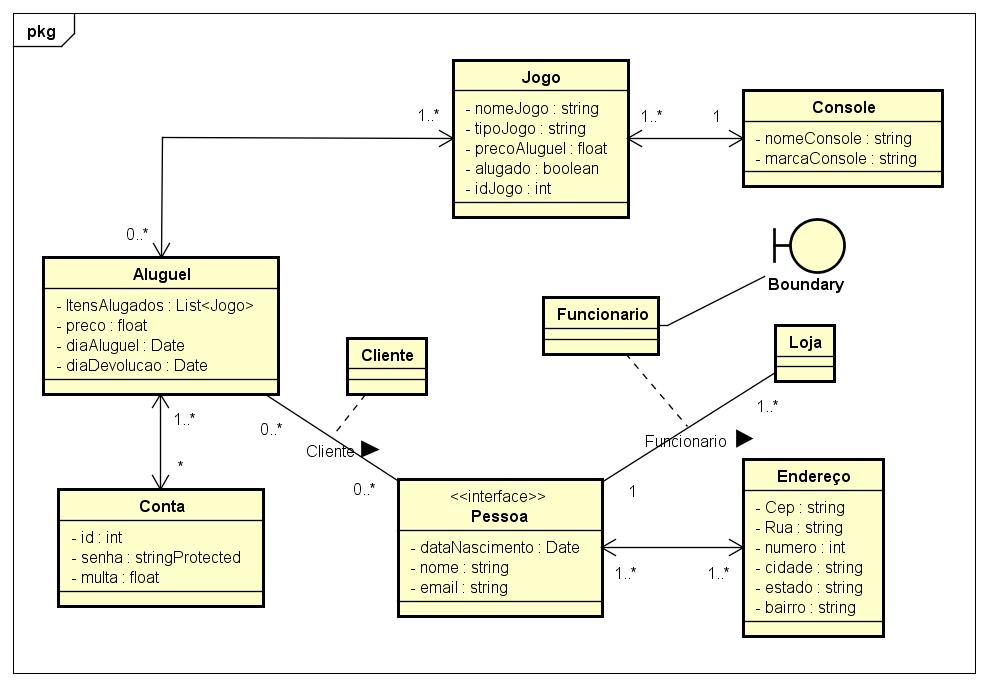 pkg
Jogo
- nomeJogo : string
- tipoJogo : string
- precoAluguel : float
- alugado : boolean
- idJogo : int
1..*
1..*
1
Console
- nomeConsole : string
- marcaConsole : string
0..*
Aluguel
- ItensAlugados : List<Jogo>
- preco : float
- diaAluguel : Date
- diaDevolucao : Date
Boundary
Funcionario
Cliente
Loja
1..*
0..*
1..*
Cliente
Funcionario
*
0..*
1
Conta
- id : int
- senha : stringProtected
- multa : float
<<interface>>
Pessoa
- dataNascimento : Date
- nome : string
- email : string
1..*
1..*
Endereço
- Cep : string
- Rua : string
- numero : int
- cidade : string
- estado : string
- bairro : string